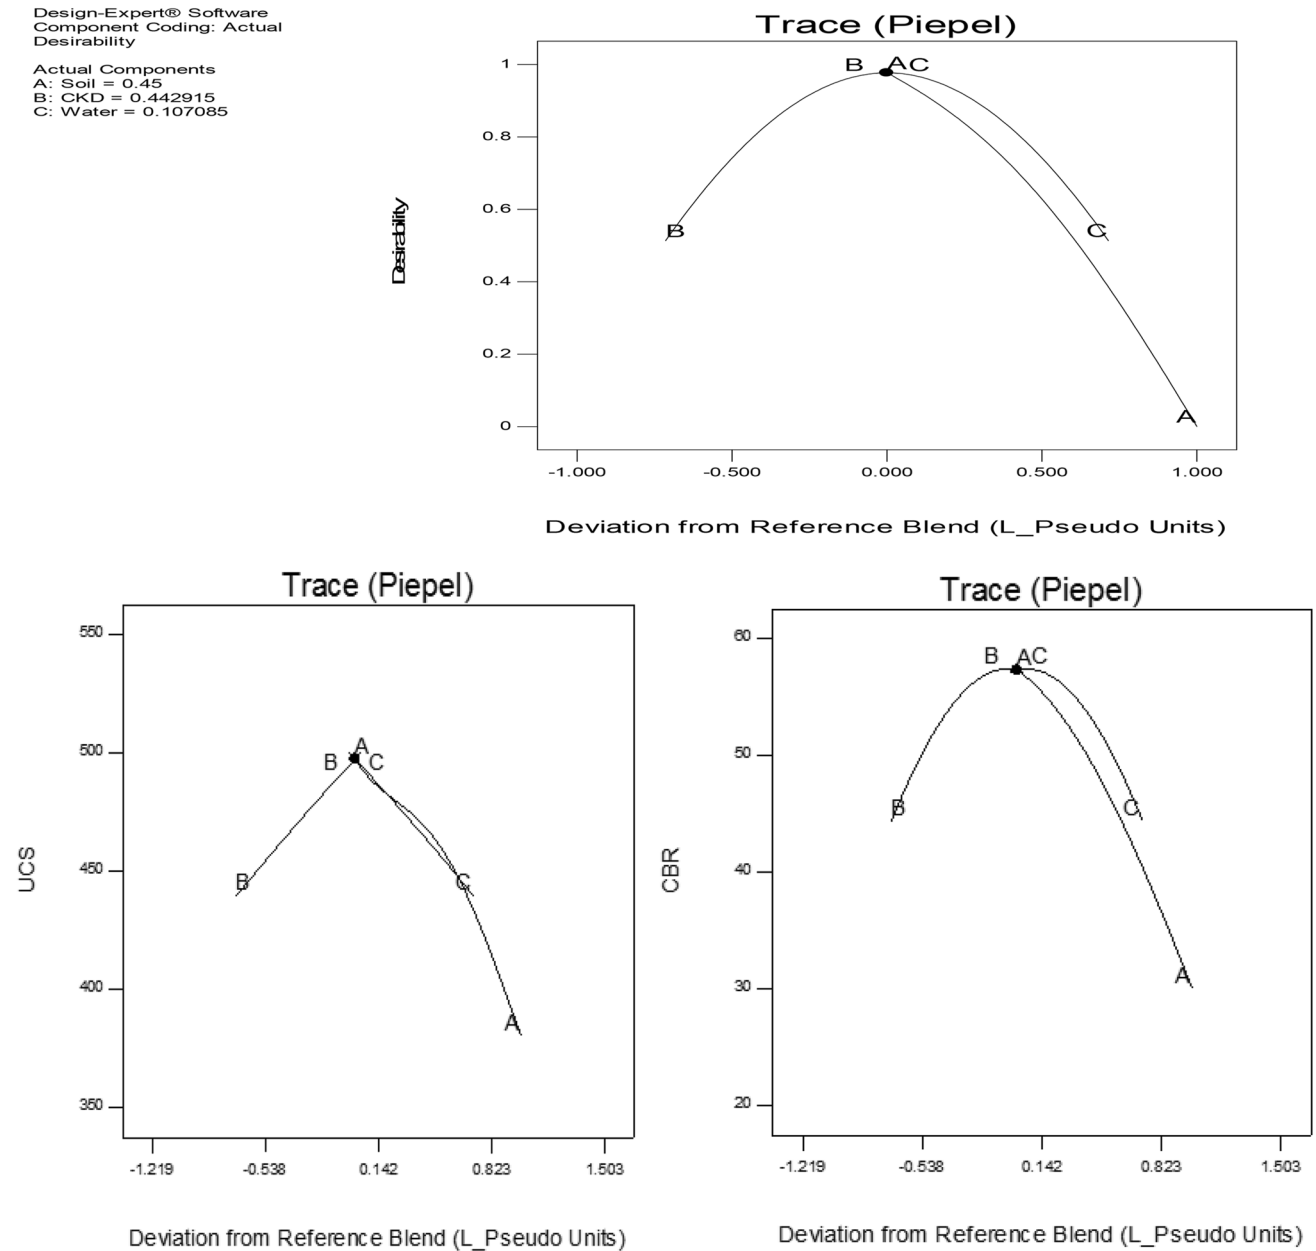 Design-Expert® Software
Component Coding: Actual
Desirability
Actual Components
A: Soil = 0.45
B: CKD = 0.442915
C: Water = 0.107085
Trace (Piepel)
Desirability
1
0.8
0.6
0.4
0.2
0
B A C
B
C
A
-1.000 -0.500 0.000 0.500 1.000
Deviation from Reference Blend (L_Pseudo Units)
Trace (Piepel)
UCS
550
500
450
400
350
A
B C
B
C
A
-1.219 -0.538 0.142 0.823 1.503
Deviation from Reference Blend (L_Pseudo Units)
Trace (Piepel)
CBR
60
50
40
30
20
B AC
B
C
A
-1.219 -0.538 0.142 0.823 1.503
Deviation from Reference Blend (L_Pseudo Units)